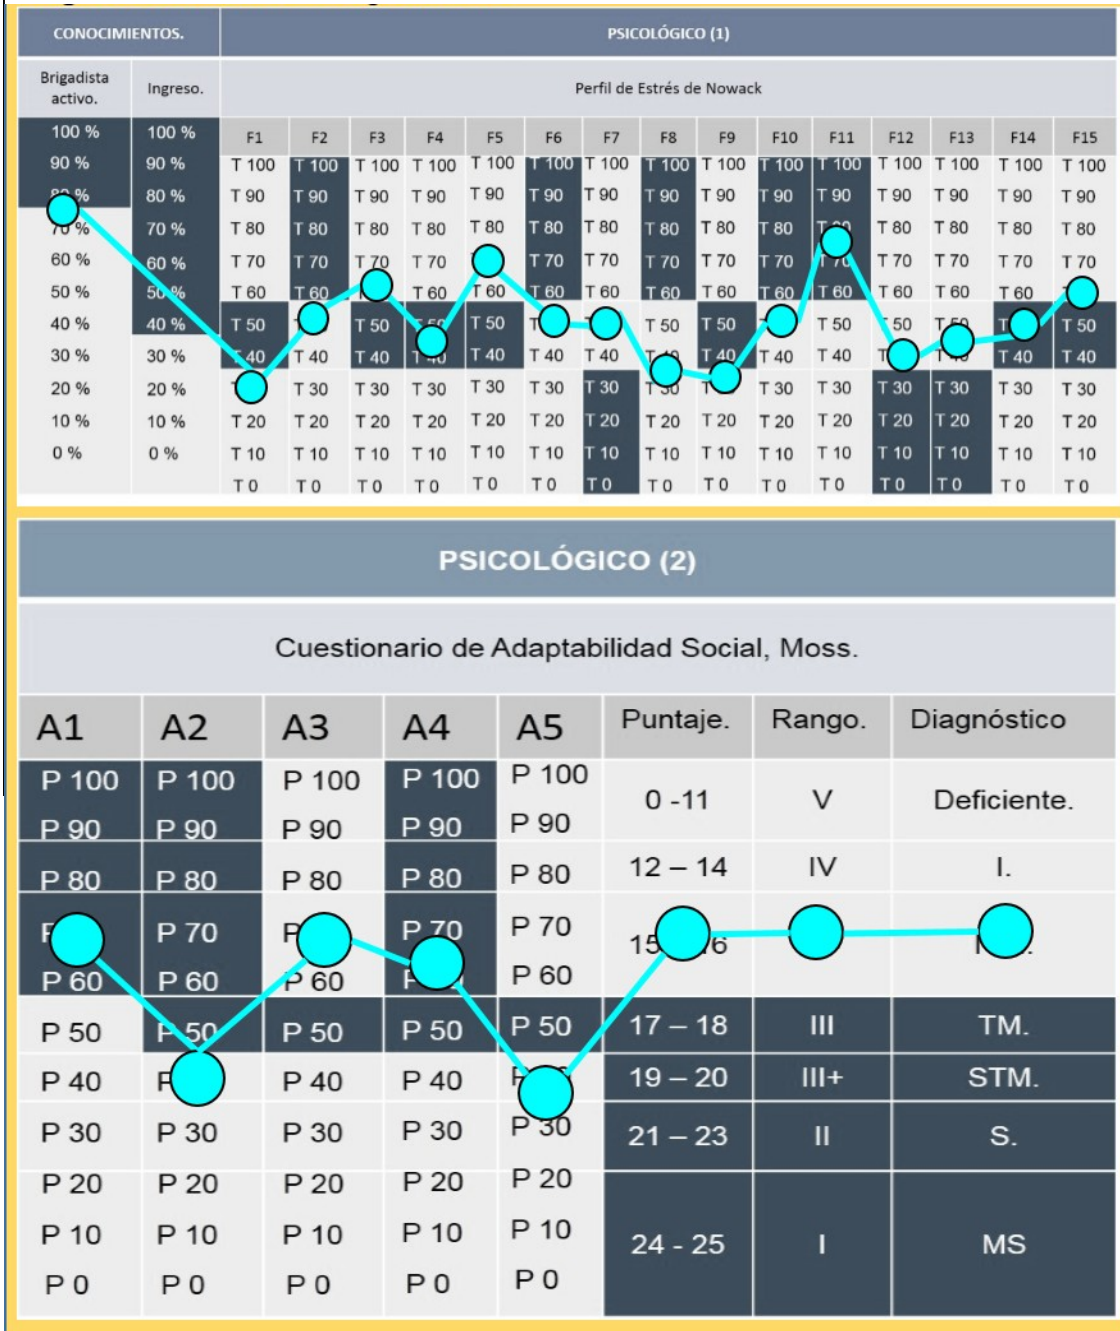 CONOCIMIENTOS. PSICOLÓGICO (1)
Brigadista activo. Ingreso. Perfil de Estrés de Nowack
100 % 100 % F1 F2 F3 F4 F5 F6 F7 F8 F9 F10 F11 F12 F13 F14 F15
90 % 90 % T 100 T 100 T 100 T 100 T 100 T 100 T 100 T 100 T 100 T 100 T 100 T 100 T 100 T 100 T 100
80 % 80 % T 90 T 90 T 90 T 90 T 90 T 90 T 90 T 90 T 90 T 90 T 90 T 90 T 90 T 90 T 90
70 % 70 % T 80 T 80 T 80 T 80 T 80 T 80 T 80 T 80 T 80 T 80 T 80 T 80 T 80 T 80
60 % 60 % T 70 T 70 T 70 T 70 T 70 T 70 T 70 T 70 T 70 T 70 T 70 T 70 T 70 T 70
50 % 50 % T 60 T 60 T 60 T 60 T 60 T 60 T 60 T 60 T 60 T 60 T 60 T 60 T 60
40 % 40 % T 50 T 50 T 50 T 50 T 50 T 50 T 50 T 50 T 50 T 50
30 % 30 % T 40 T 40 T 40 T 40 T 40 T 40 T 40 T 40 T 40 T 40 T 40 T 40 T 40
20 % 20 % T 30 T 30 T 30 T 30 T 30 T 30 T 30 T 30 T 30 T 30 T 30 T 30 T 30
10 % 10 % T 20 T 20 T 20 T 20 T 20 T 20 T 20 T 20 T 20 T 20 T 20 T 20 T 20 T 20 T 20
0 % 0 % T 10 T 10 T 10 T 10 T 10 T 10 T 10 T 10 T 10 T 10 T 10 T 10 T 10 T 10 T 10
T 0 T 0 T 0 T 0 T 0 T 0 T 0 T 0 T 0 T 0 T 0 T 0 T 0 T 0 T 0
PSICOLÓGICO (2)
Cuestionario de Adaptabilidad Social, Moss.
A1 A2 A3 A4 A5 Puntaje. Rango. Diagnóstico
P 100 P 100 P 100 P 100 P 100
0 -11 V Deficiente.
P 90 P 90 P 90 P 90 P 90
P 80 P 80 P 80 P 80 P 80 12 – 14 IV I.
P 70 P 70 P 70
P 60 P 60 P 60 P 60
P 50 P 50 P 50 P 50 P 50 17 – 18 III TM.
P 40 P 40 P 40 19 – 20 III+ STM.
P 30 P 30 P 30 P 30 P 30 21 – 23 II S.
P 20 P 20 P 20 P 20 P 20
P 10 P 10 P 10 P 10 P 10 24 - 25 I MS
P 0 P 0 P 0 P 0 P 0